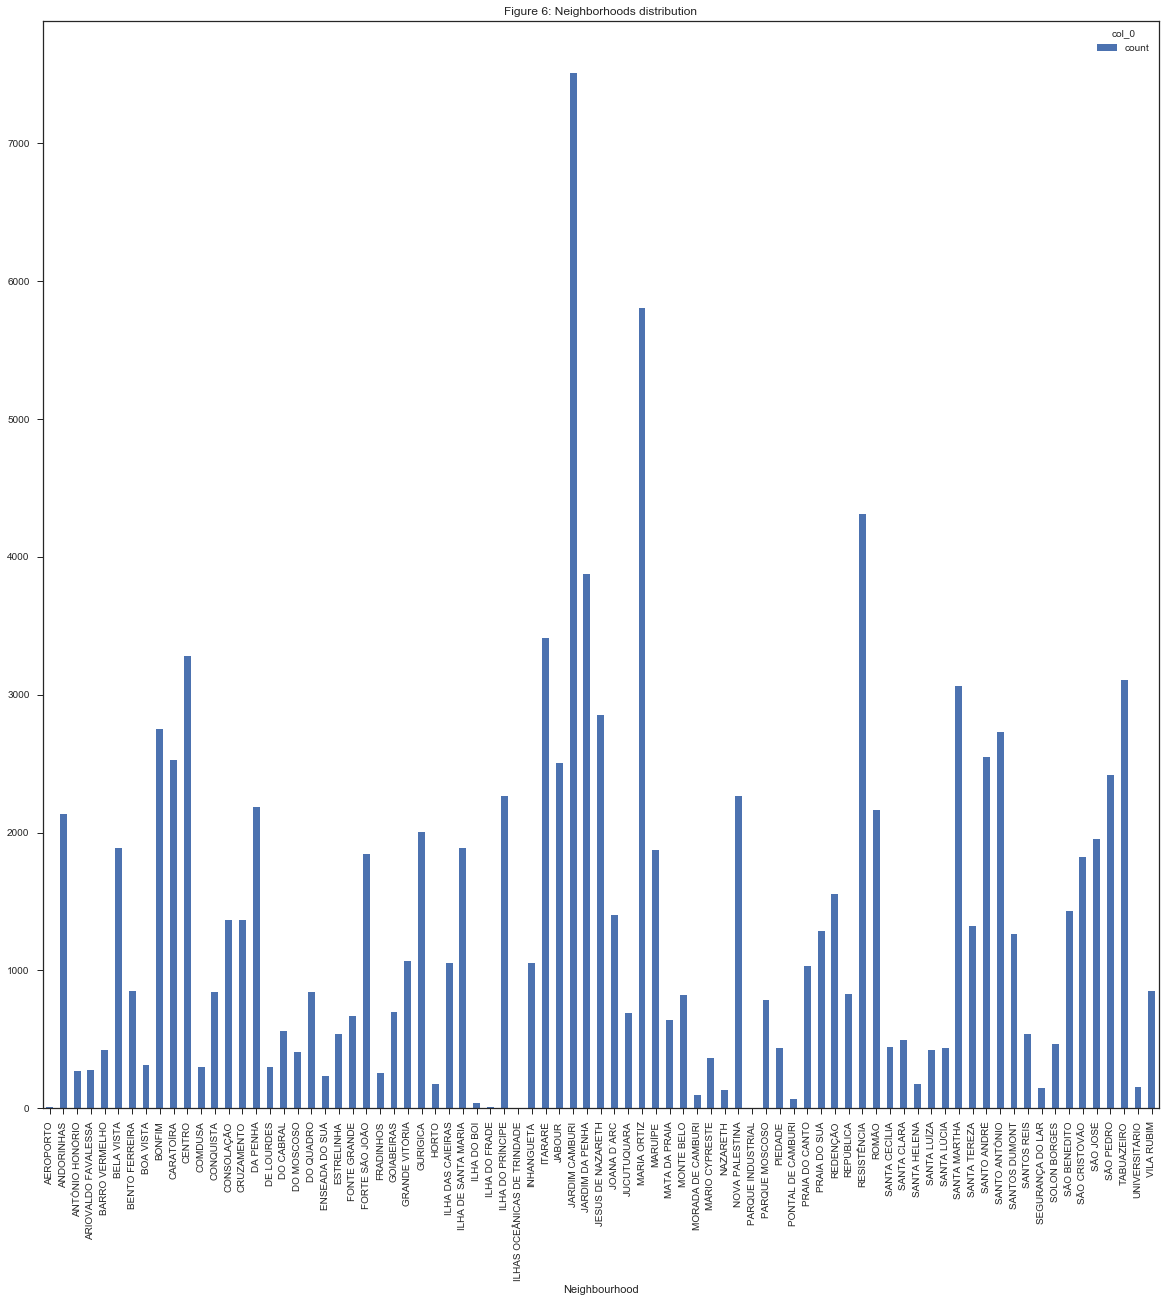 Figure 6: Neighborhoods distribution
col_0
count
7000
6000
5000
4000
3000
2000
1000
0
AEROPORTO
ANDORINHAS
ANTÔNIO HONÓRIO
ARIOVALDO FAVALESSA
BARRO VERMELHO
BELA VISTA
BENTO FERREIRA
BOA VISTA
BONFIM
CARATOÍRA
CENTRO
COMDUSA
CONQUISTA
CONSOLAÇÃO
CRUZAMENTO
DA PENHA
DE LOURDES
DO CABRAL
DO MOSCOSO
DO QUADRO
ENSEADA DO SUÁ
ESTRELINHA
FONTE GRANDE
FORTE SÃO JOÃO
FRADINHOS
GOIABEIRAS
GRANDE VITÓRIA
GURIGICA
HORTO
ILHA DAS CAIEIRAS
ILHA DE SANTA MARIA
ILHA DO BOI
ILHA DO FRADE
ILHA DO PRÍNCIPE
ILHAS OCEÂNICAS DE TRINDADE
INHANGUETÁ
ITARARÉ
JABOUR
JARDIM CAMBURI
JARDIM DA PENHA
JESUS DE NAZARETH
JOANA D´ARC
JUCUTUQUARA
MARIA ORTIZ
MARUÍPE
MATA DA PRAIA
MONTE BELO
MORADA DE CAMBURI
MÁRIO CYPRESTE
NAZARETH
NOVA PALESTINA
PARQUE INDUSTRIAL
PARQUE MOSCOSO
PIEDADE
PONTAL DE CAMBURI
PRAIA DO CANTO
PRAIA DO SUÁ
REDENÇÃO
REPÚBLICA
RESISTÊNCIA
ROMÃO
SANTA CECÍLIA
SANTA CLARA
SANTA HELENA
SANTA LUÍZA
SANTA LÚCIA
SANTA MARTHA
SANTA TEREZA
SANTO ANDRÉ
SANTO ANTÔNIO
SANTOS DUMONT
SANTOS REIS
SEGURANÇA DO LAR
SOLON BORGES
SÃO BENEDITO
SÃO CRISTÓVÃO
SÃO JOSÉ
SÃO PEDRO
TABUAZEIRO
UNIVERSITÁRIO
VILA RUBIM
Neighbourhood